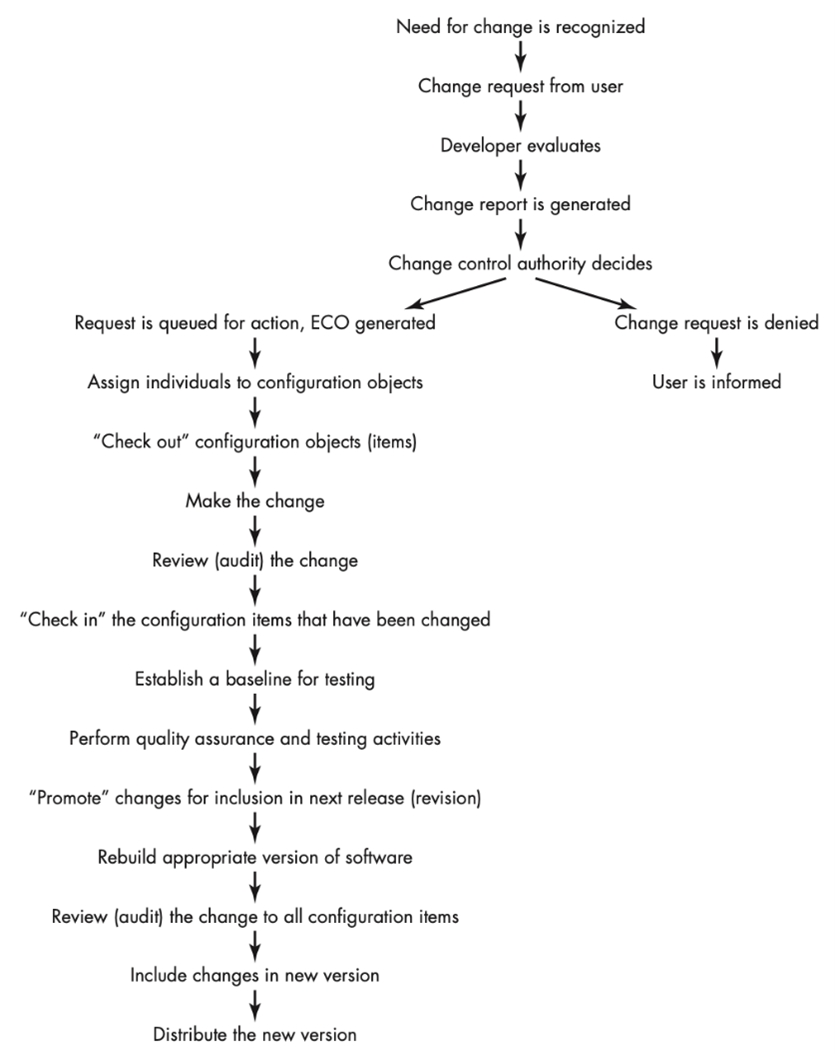 Need for change is recognized
Change request from user
Developer evaluates
Change report is generated
Change control authority decides
Request is queued for action, ECO generated
Change request is denied
Assign individuals to configuration objects
User is informed
“Check out” configuration objects (items)
Make the change
Review (audit) the change
“Check in” the configuration items that have been changed
Establish a baseline for testing
Perform quality assurance and testing activities
“Promote” changes for inclusion in next release (revision)
Rebuild appropriate version of software
Review (audit) the change to all configuration items
Include changes in new version
Distribute the new version